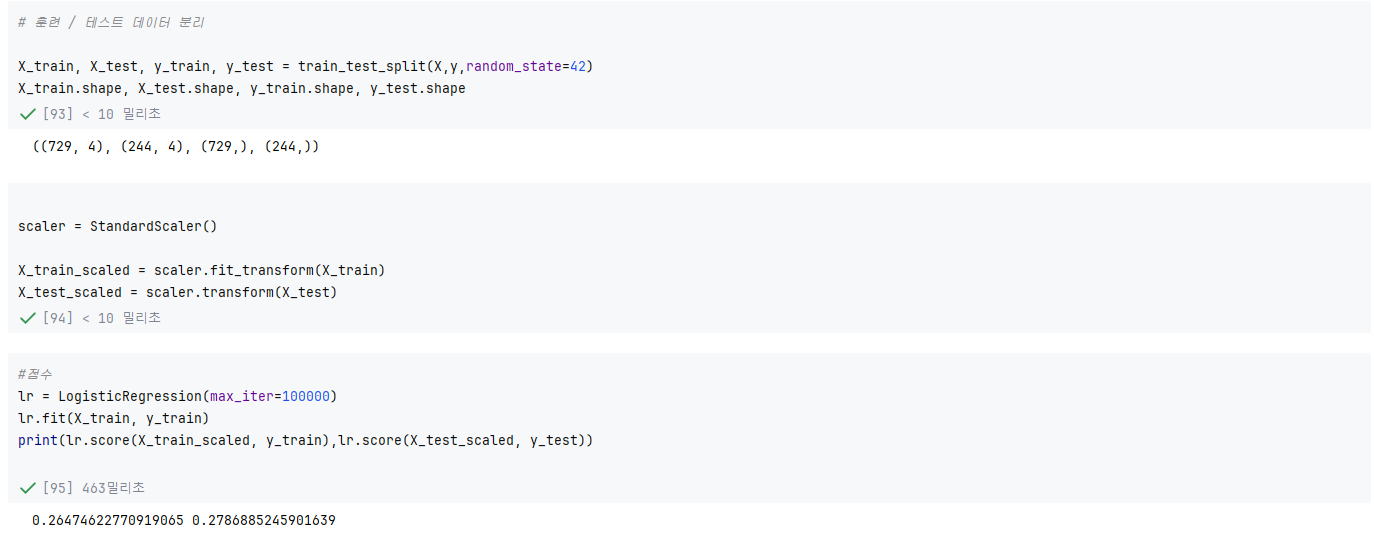 # 훈련 / 테스트 데이터 분리
X_train, X_test, y_train, y_test = train_test_split(X,y,random_state=42)
X_train.shape, X_test.shape, y_train.shape, y_test.shape
[93] < 10 밀리초
((729, 4), (244, 4), (729,), (244,))
scaler = StandardScaler()
X_train_scaled = scaler.fit_transform(X_train)
X_test_scaled = scaler.transform(X_test)
[94] < 10 밀리초
#점수
lr = LogisticRegression(max_iter=100000)
lr.fit(X_train, y_train)
print(lr.score(X_train_scaled, y_train),lr.score(X_test_scaled, y_test))
[95] 463밀리초
0.26474622770919065 0.2786885245901639